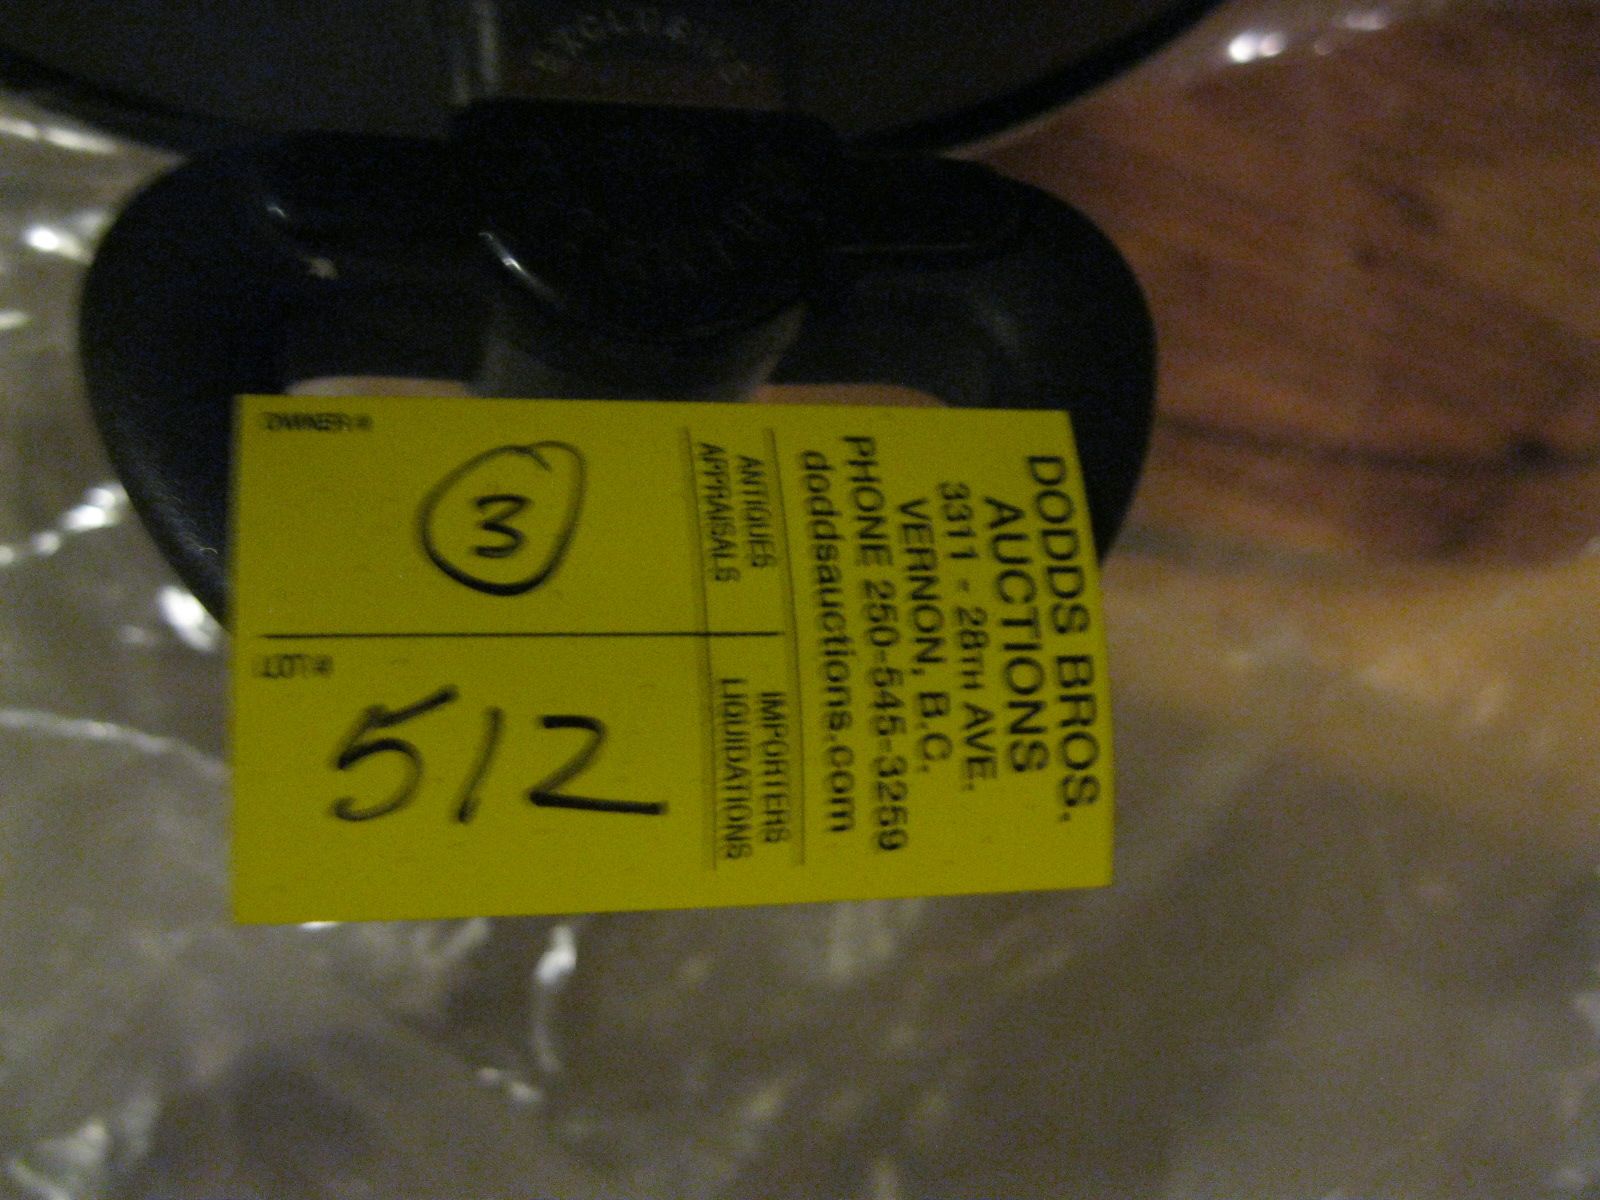 DODDS BROS.
AUCTIONS
3311 - 28TH AVE.
VERNON, B.C.
PHONE 250-545-3259
doddsauctions.com
ANTIQUES IMPORTERS
APPRAISALS LIQUIDATIONS
OWNER #
3
LOT #
512